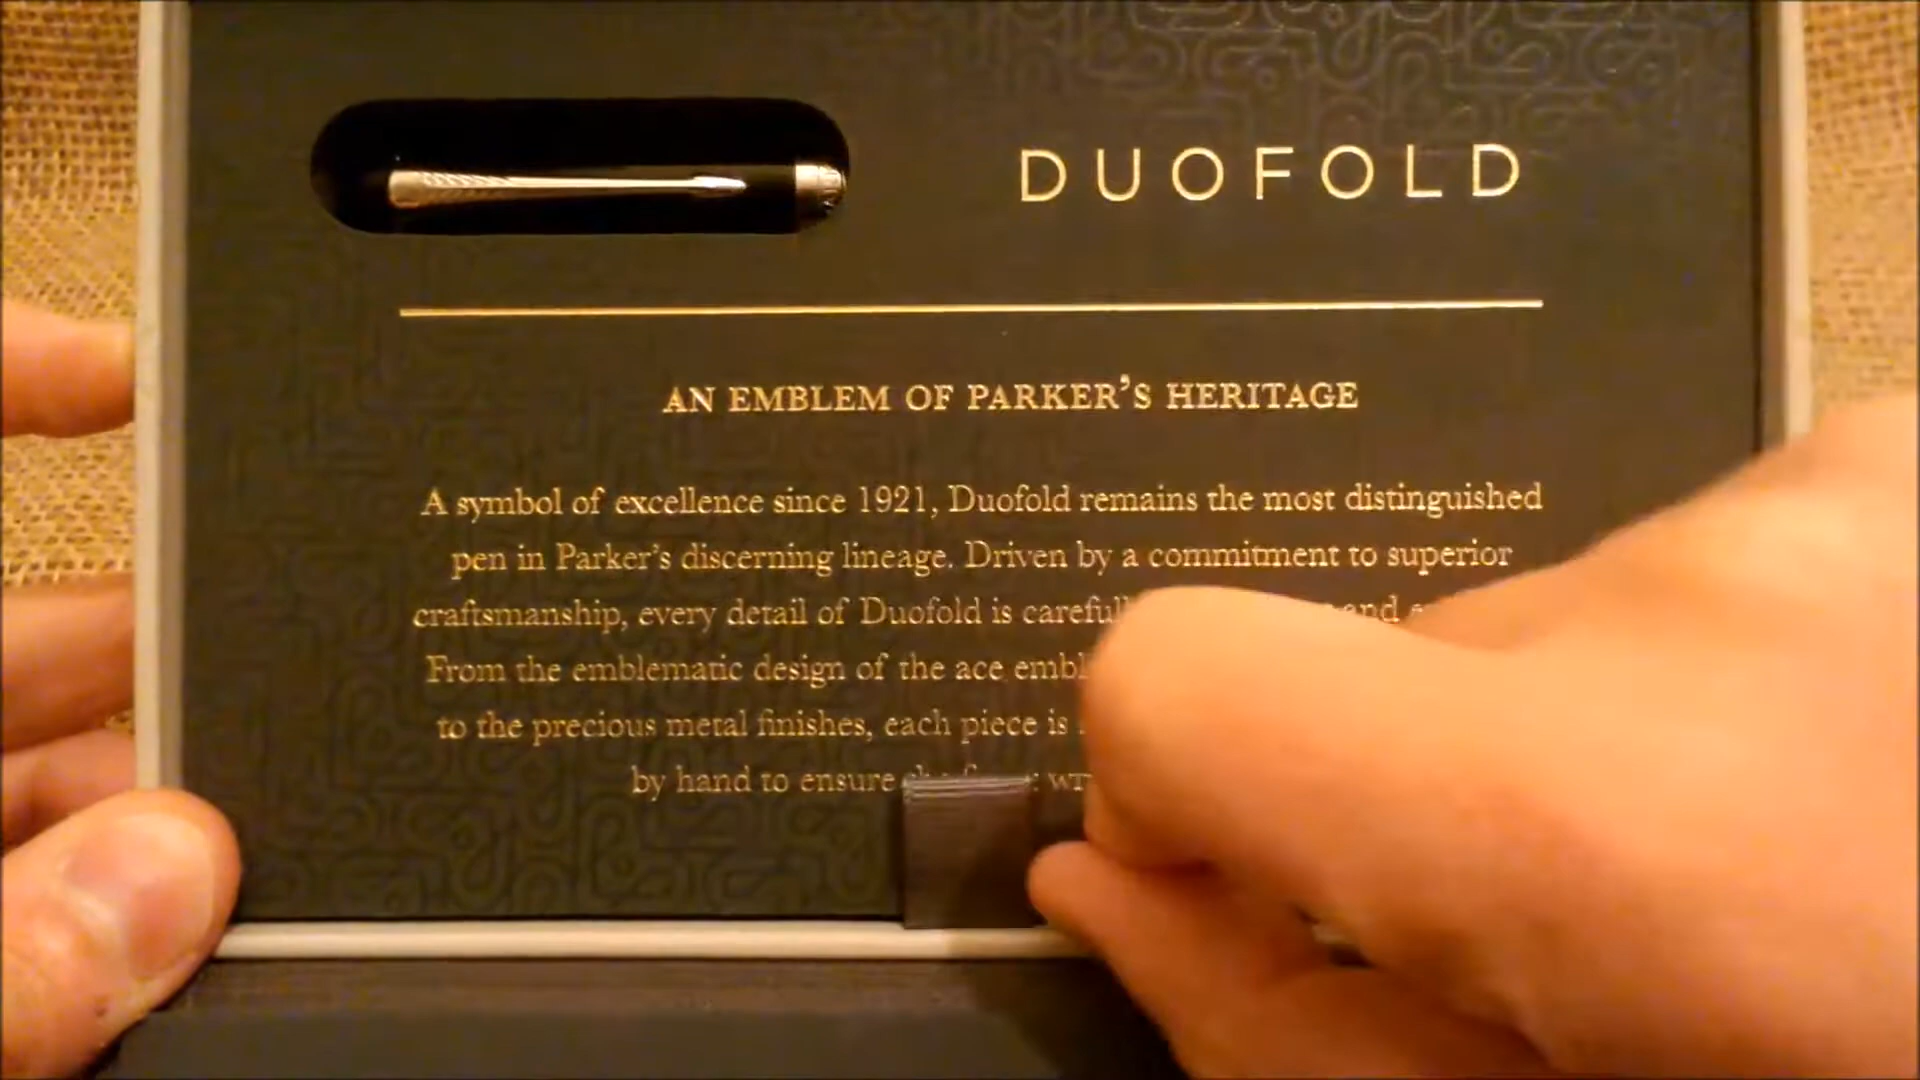 DUOFOLD
AN EMBLEM OF PARKER'S HERITAGE
A symbol of excellence since 1921, Duofold remains the most distinguished
pen in Parker's discerning lineage. Driven by a commitment to superior
craftsmanship, every detail of Duofold is and
From the emblematic design of the ace
to the precious metal finishes, each piece is
by hand to ensure